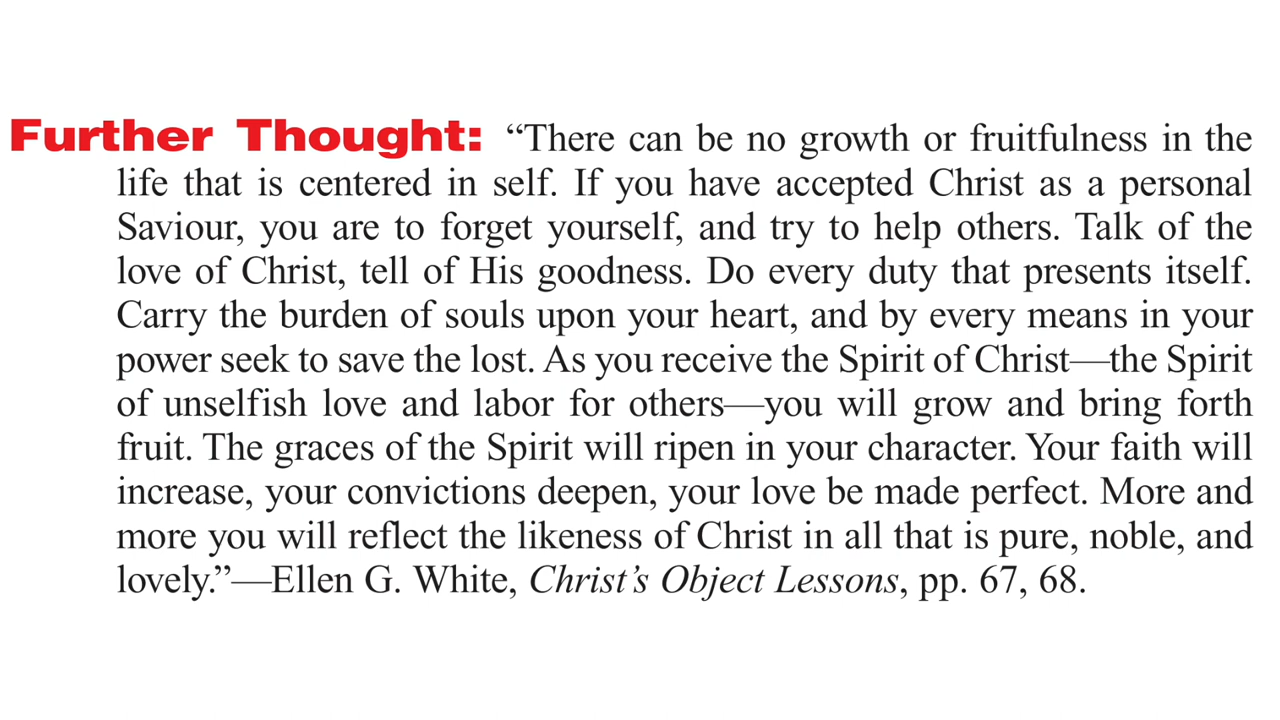 Further Thought: “There can be no growth or fruitfulness in the
life that is centered in self. If you have accepted Christ as a personal
Saviour, you are to forget yourself, and try to help others. Talk of the
love of Christ, tell of His goodness. Do every duty that presents itself.
Carry the burden of souls upon your heart, and by every means in your
power seek to save the lost. As you receive the Spirit of Christ—the Spirit
of unselfish love and labor for others—you will grow and bring forth
fruit. The graces of the Spirit will ripen in your character. Your faith will
increase, your convictions deepen, your love be made perfect. More and
more you will reflect the likeness of Christ in all that is pure, noble, and
lovely.”—Ellen G. White, Christ’s Object Lessons, pp. 67, 68.